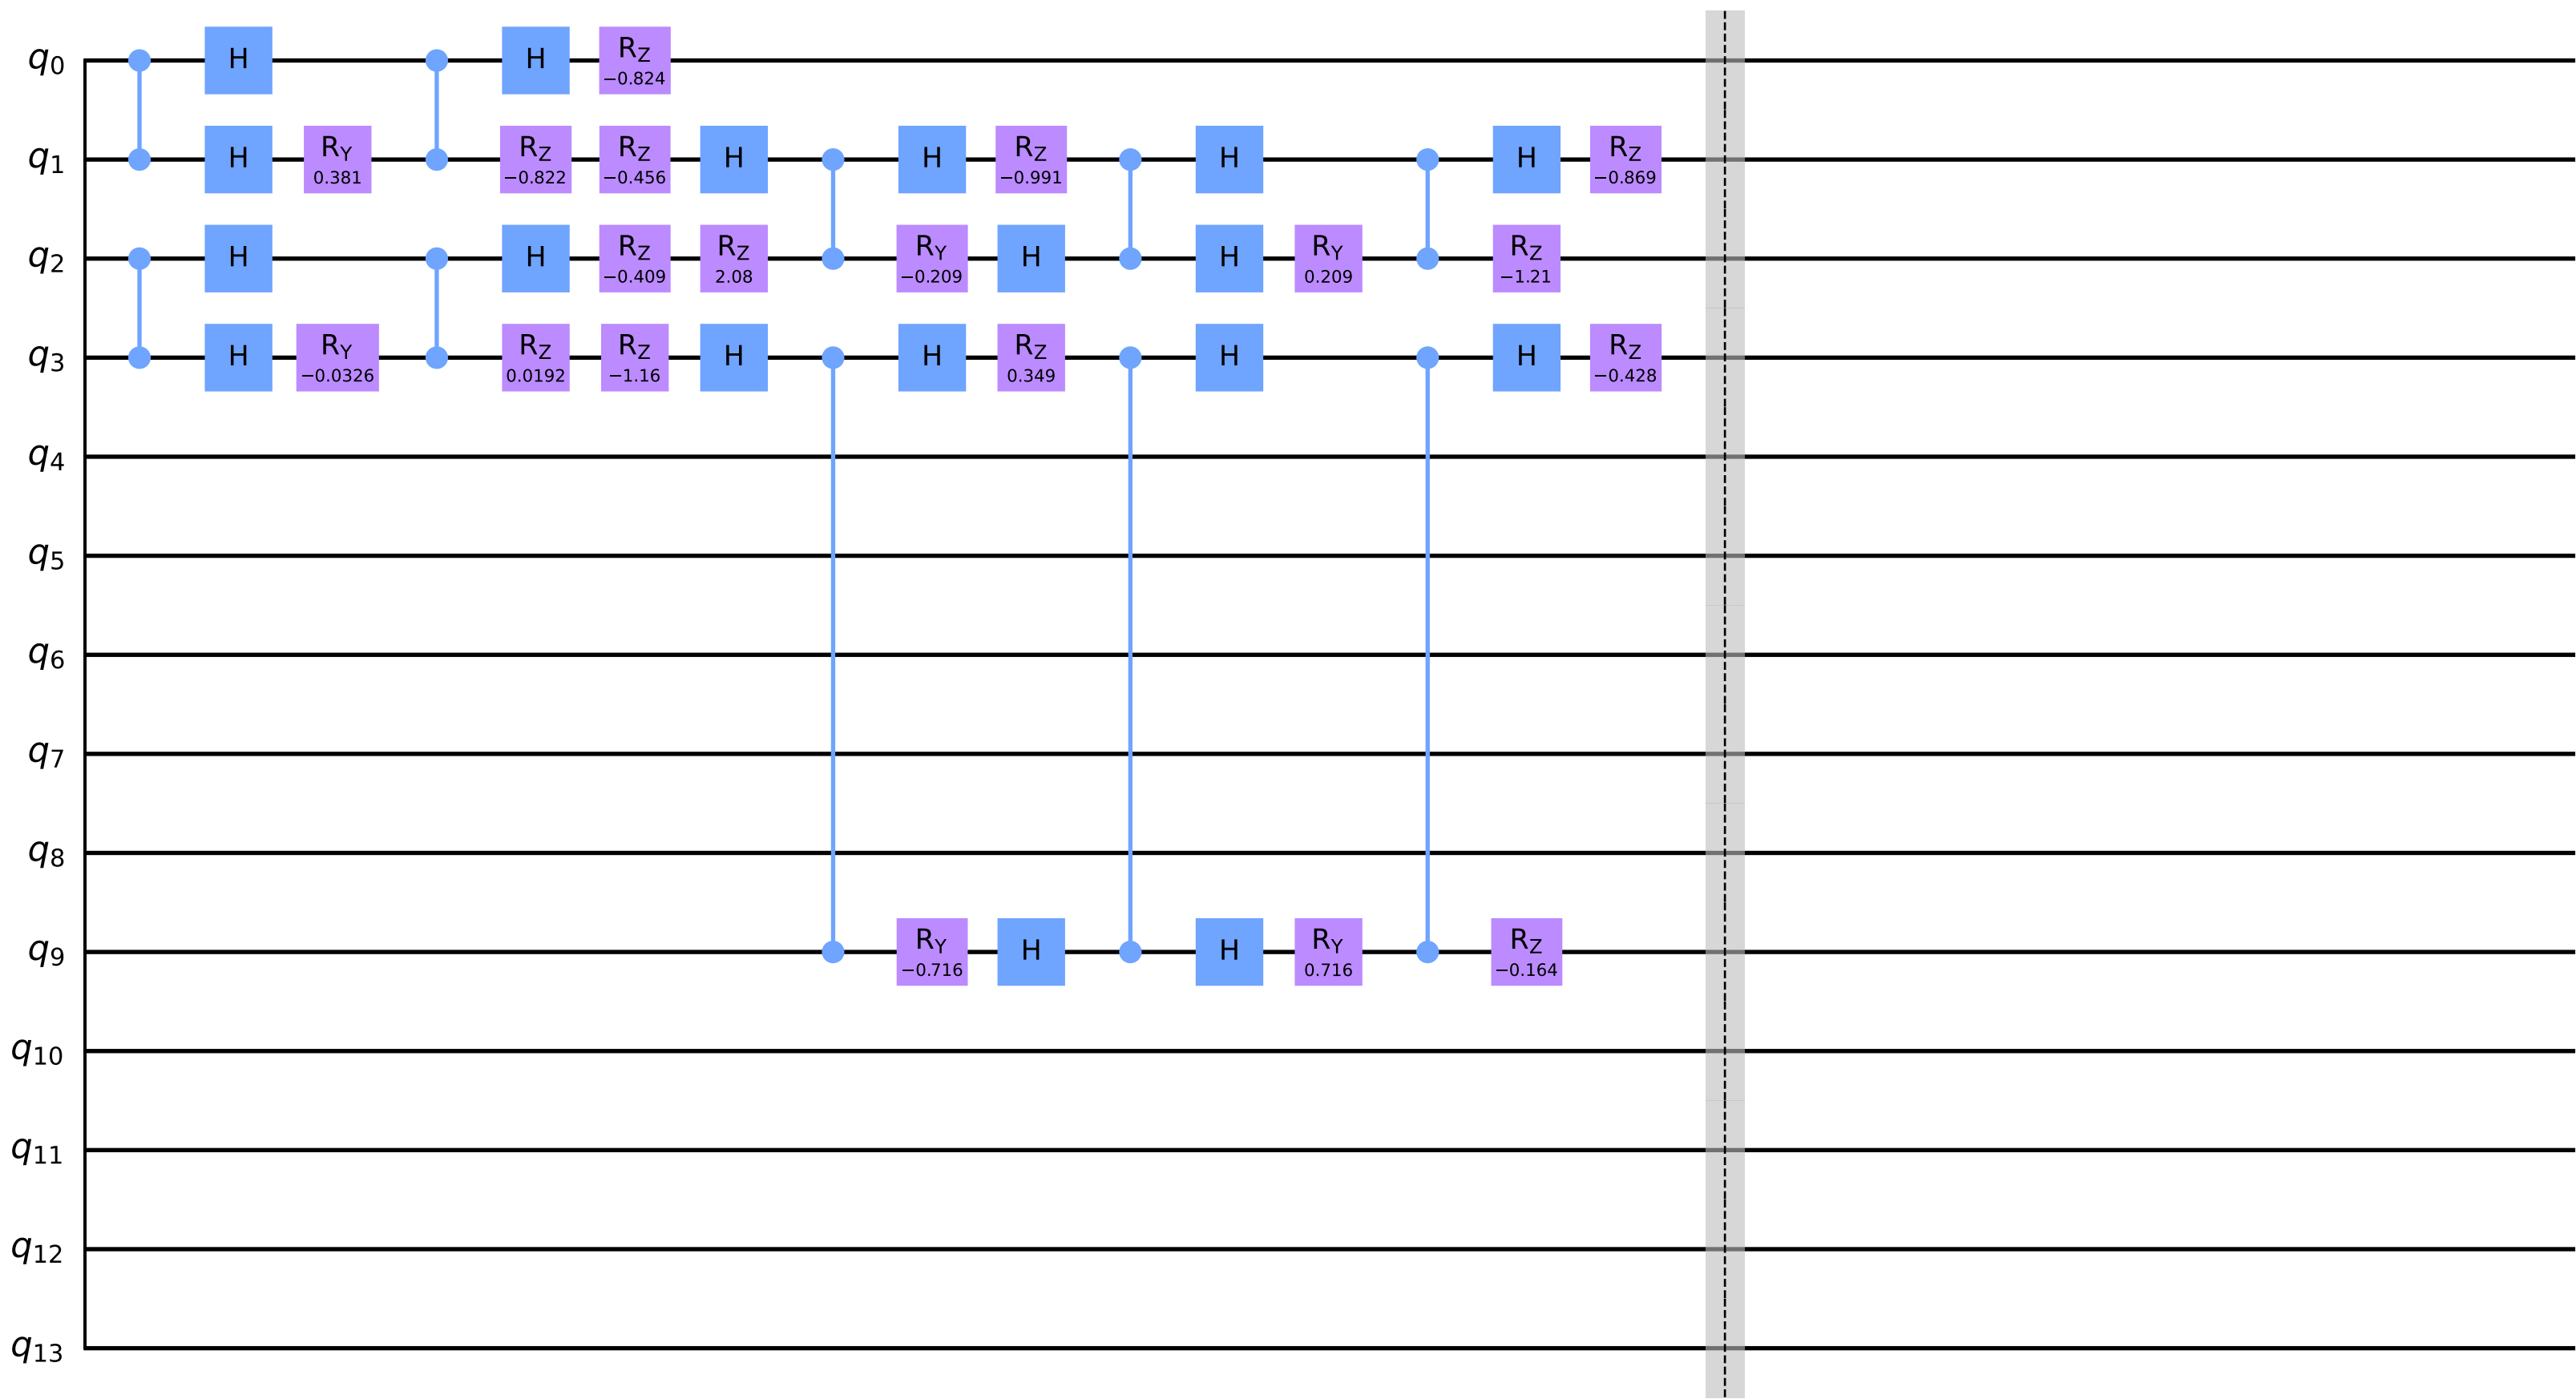 q0 H H RZ −0.824
q1 H RY 0.381 RZ −0.822 RZ −0.456 H H RZ −0.991 H H RZ −0.869
q2 H H RZ −0.409 RZ 2.08 RY −0.209 H H RY 0.209 RZ −1.21
q3 H RY −0.0326 RZ 0.0192 RZ −1.16 H H RZ 0.349 H H RZ −0.428
q4
q5
q6
q7
q8
q9 RY −0.716 H H RY 0.716 RZ −0.164
q10
q11
q12
q13